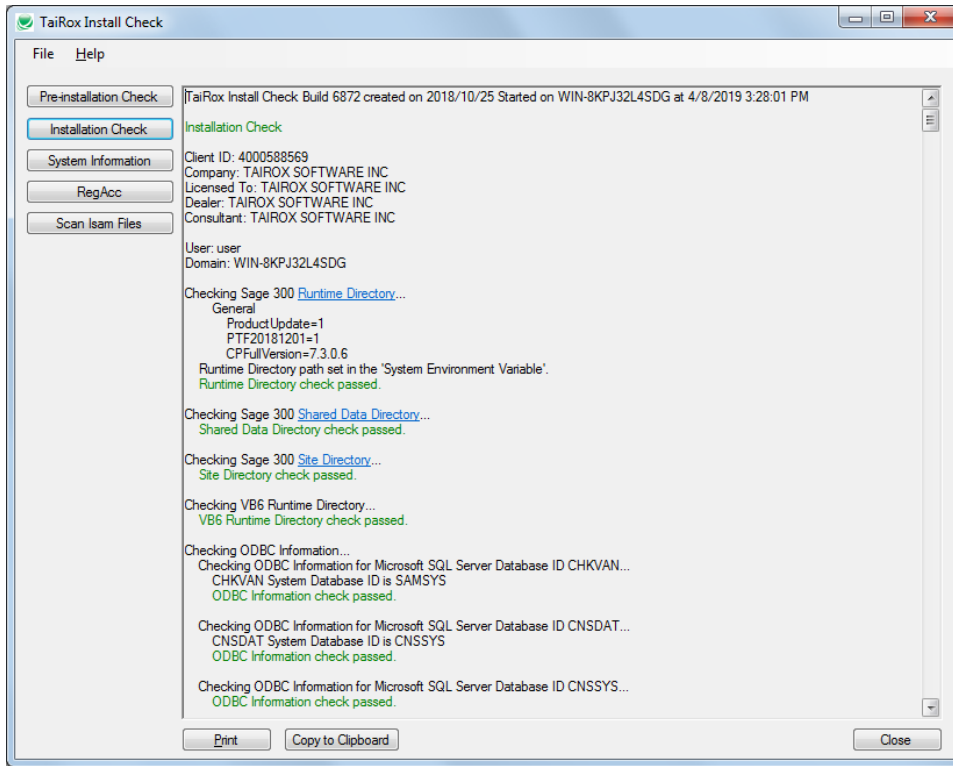 TaiRox Install Check
File Help
Pre-installation Check
Installation Check
System Information
RegAcc
Scan Isam Files
TaiRox Install Check Build 6872 created on 2018/10/25 Started on WIN-8KPJ32L4SDG at 4/8/2019 3:28:01 PM
Installation Check
Client ID: 4000588569
Company: TAIROX SOFTWARE INC
Licensed To: TAIROX SOFTWARE INC
Dealer: TAIROX SOFTWARE INC
Consultant: TAIROX SOFTWARE INC
User: user
Domain: WIN-8KPJ32L4SDG
Checking Sage 300 Runtime Directory...
General
ProductUpdate=1
PTF20181201=1
CPFullVersion=7.3.0.6
Runtime Directory path set in the 'System Environment Variable'.
Runtime Directory check passed.
Checking Sage 300 Shared Data Directory...
Shared Data Directory check passed.
Checking Sage 300 Site Directory...
Site Directory check passed.
Checking VB6 Runtime Directory...
VB6 Runtime Directory check passed.
Checking ODBC Information...
Checking ODBC Information for Microsoft SQL Server Database ID CHKVAN...
CHKVAN System Database ID is SAMSYS
ODBC Information check passed.
Checking ODBC Information for Microsoft SQL Server Database ID CNSDAT...
CNSDAT System Database ID is CNSSYS
ODBC Information check passed.
Checking ODBC Information for Microsoft SQL Server Database ID CNSSYS...
ODBC Information check passed.
Print
Copy to Clipboard
Close